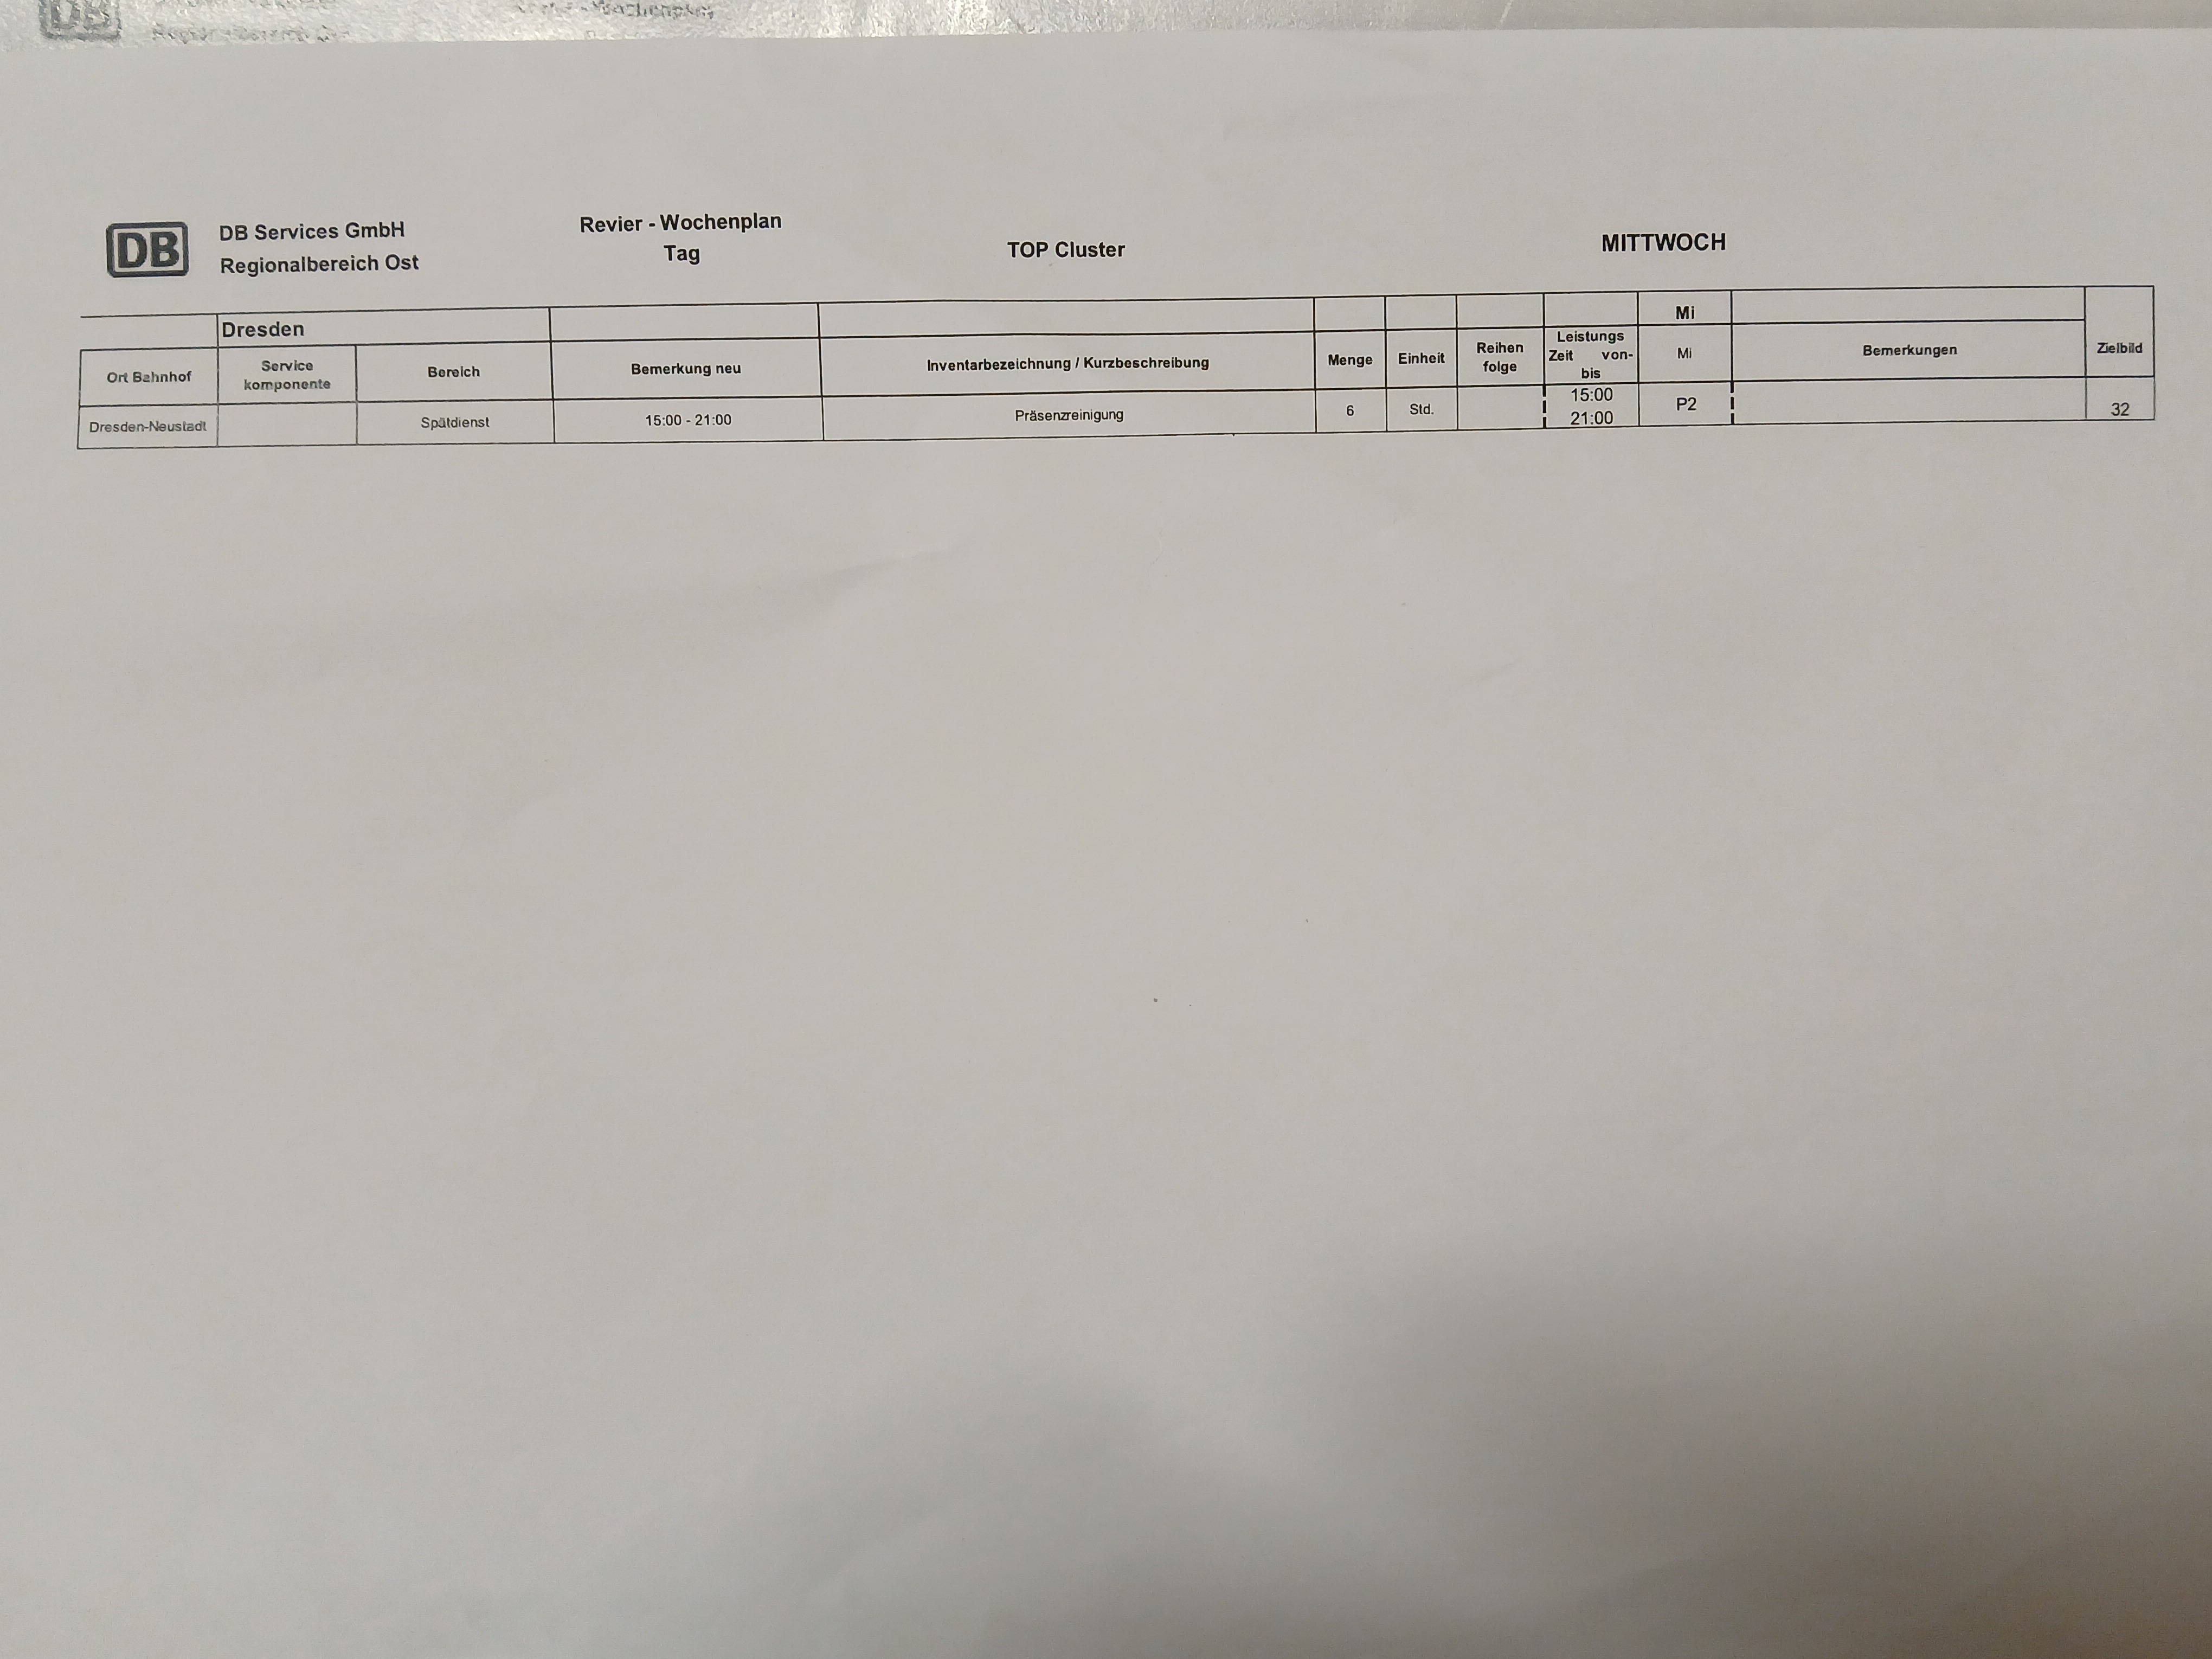 DB
DB Services GmbH
Regionalbereich Ost
Revier - Wochenplan
Tag
TOP Cluster
MITTWOCH
Dresden
Mi
Ort Bahnhof
Service
komponente
Bereich
Bemerkung neu
Inventarbezeichnung / Kurzbeschreibung
Menge
Einheit
Reihen
folge
Leistungs
Zeit von-
bis
Mi
Bemerkungen
Zielbild
Dresden-Neustadt
Spätdienst
15:00 - 21:00
Präsenzreinigung
6
Std.
15:00
21:00
P2
32